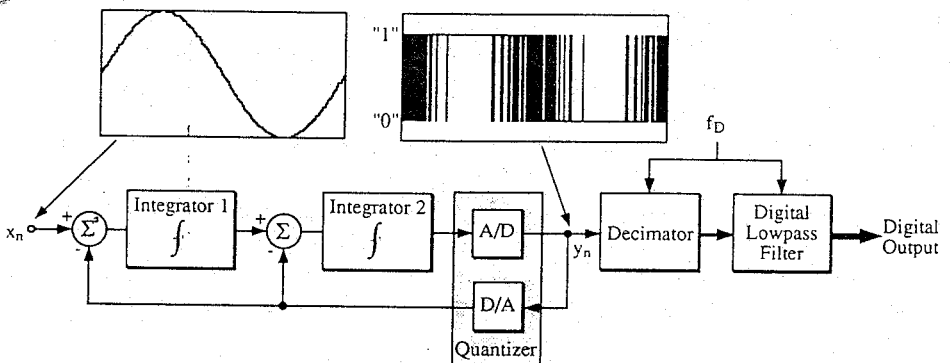 "1"
"0"
f_D
x_n
+
-
Σ
Integrator 1
∫
+
-
Σ
Integrator 2
∫
A/D
D/A
Quantizer
y_n
Decimator
Digital
Lowpass
Filter
Digital
Output